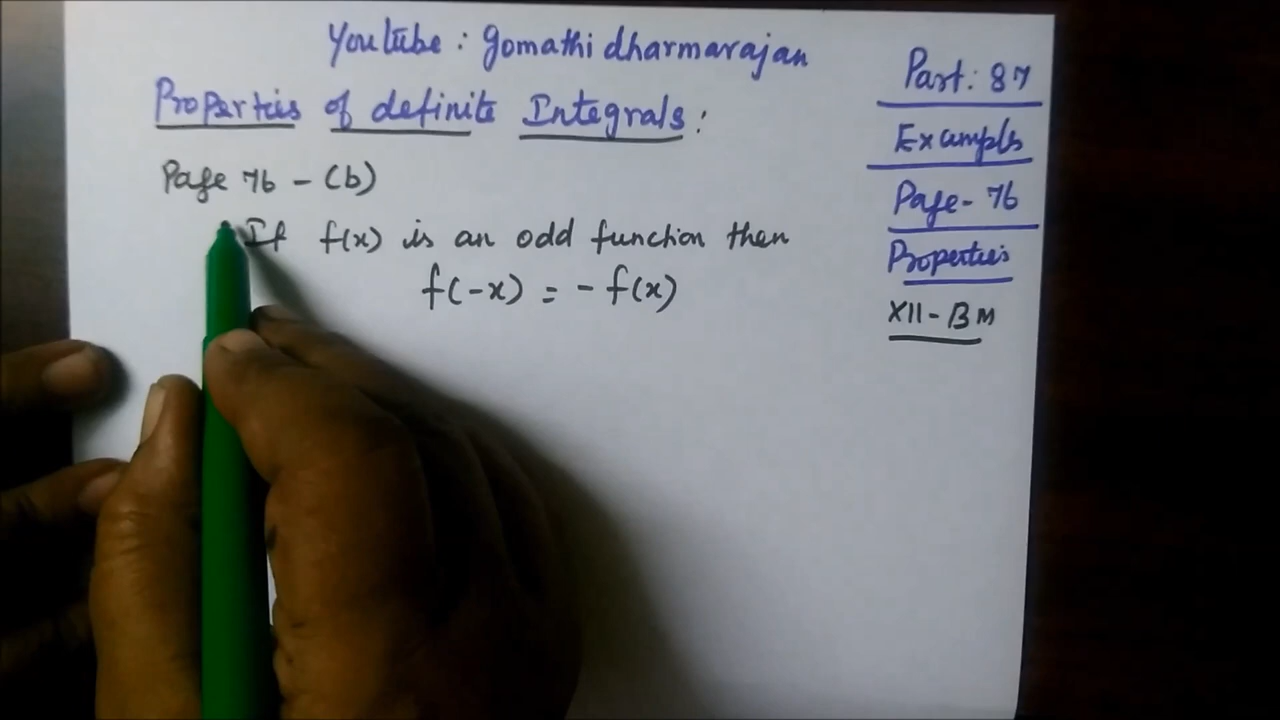 YouTube : gomathi dharmarajan
Properties of definite Integrals :
Page 76 - (b)
If f(x) is an odd function then
f(-x) = - f(x)
Part: 87
Examples
Page - 76
Properties
XII - BM